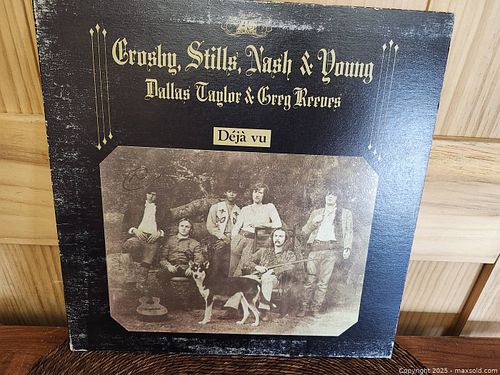 Crosby, Stills, Nash & Young
Dallas Taylor & Greg Reeves
Déjà vu
Copyright 2025 - maxsold.com